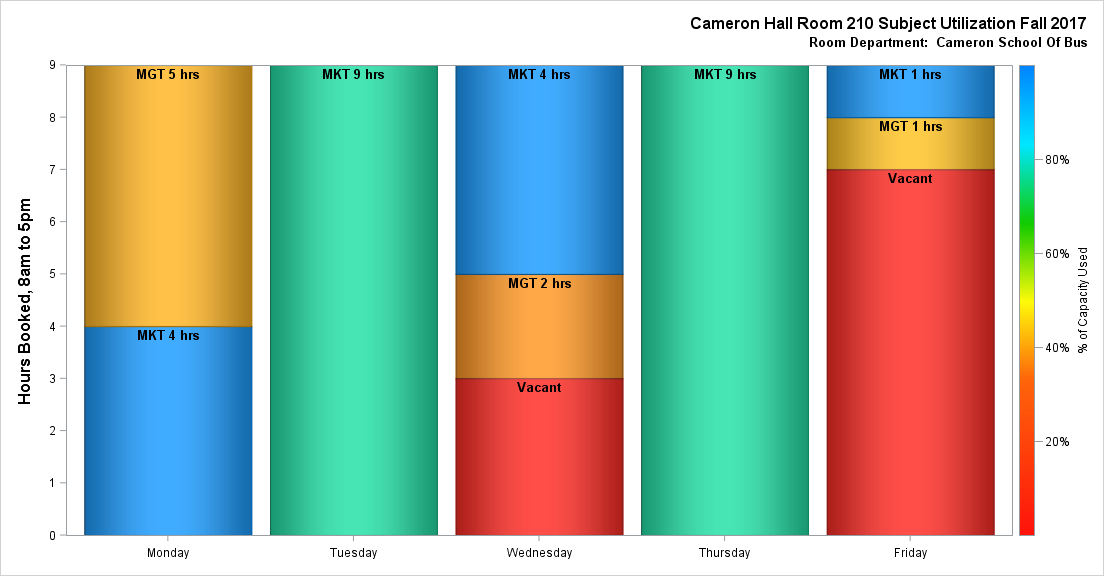 Cameron Hall Room 210 Subject Utilization Fall 2017
Room Department:  Cameron School Of Bus
Hours Booked, 8am to 5pm
9
8
7
6
5
4
3
2
1
0
MGT 5 hrs
MKT 4 hrs
MKT 9 hrs
MKT 4 hrs
MGT 2 hrs
Vacant
MKT 9 hrs
MKT 1 hrs
MGT 1 hrs
Vacant
Monday
Tuesday
Wednesday
Thursday
Friday
80%
60%
40%
20%
% of Capacity Used